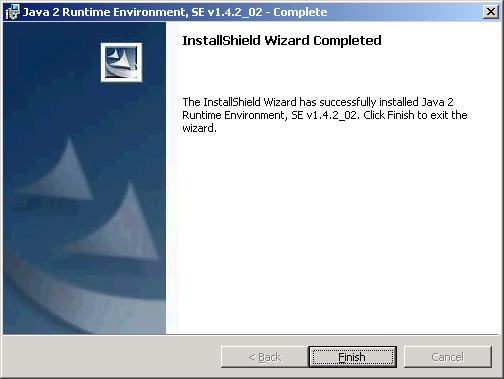 Java 2 Runtime Environment, SE v1.4.2_02 - Complete
InstallShield Wizard Completed
The InstallShield Wizard has successfully installed Java 2
Runtime Environment, SE v1.4.2_02. Click Finish to exit the
wizard.
< Back
Finish
Cancel